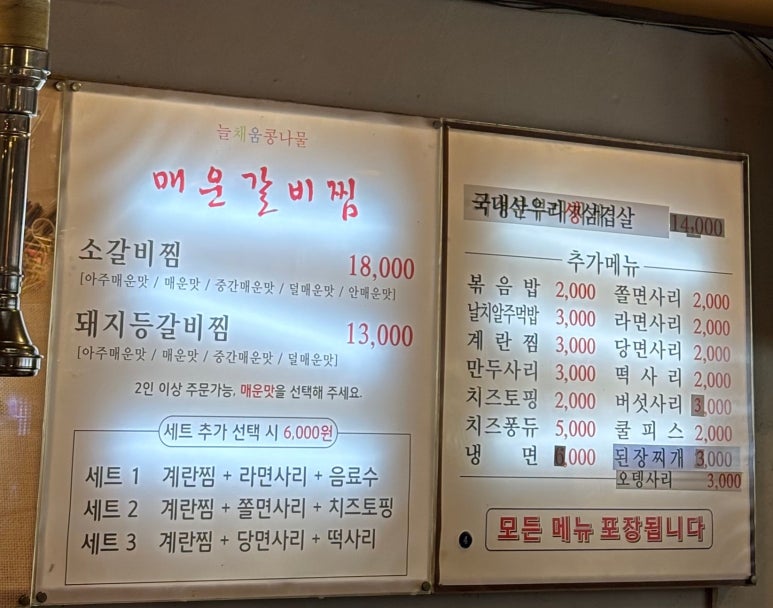 늘채움콩나물
매운갈비찜
소갈비찜 18,000
[아주매운맛 / 매운맛 / 중간매운맛 / 덜매운맛 / 안매운맛]
돼지등갈비찜 13,000
[아주매운맛 / 매운맛 / 중간매운맛 / 덜매운맛]
2인 이상 주문가능, 매운맛을 선택해 주세요.
세트 추가 선택 시 6,000원
세트 1 계란찜 + 라면사리 + 음료수
세트 2 계란찜 + 쫄면사리 + 치즈토핑
세트 3 계란찜 + 당면사리 + 떡사리
삼겹살 14,000
추가메뉴
볶음밥 2,000 쫄면사리 2,000
날치알주먹밥 3,000 라면사리 2,000
계란찜 3,000 당면사리 2,000
만두사리 3,000 떡사리 2,000
치즈토핑 2,000 버섯사리 3,000
치즈퐁듀 5,000 쿨피스 2,000
냉면 6,000 된장찌개 3,000
오뎅사리 3,000
모든 메뉴 포장됩니다